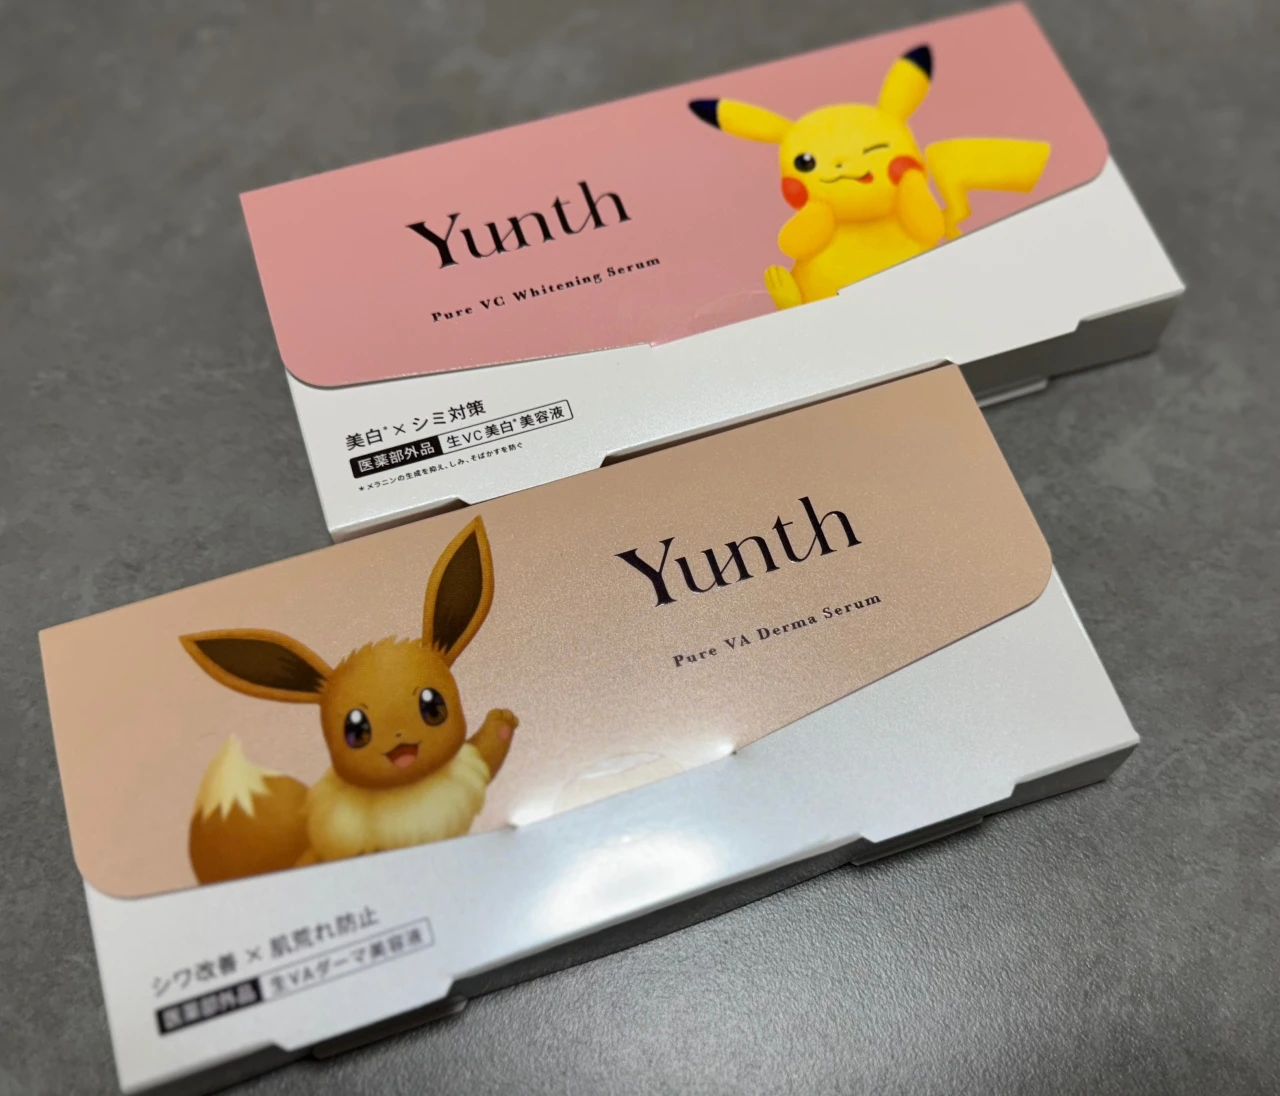 Yunth
Pure VC Whitening Serum
美白*×シミ対策
医薬部外品 生VC美白*美容液
*メラニンの生成を抑え、しみ、そばかすを防ぐ
Yunth
Pure VA Derma Serum
シワ改善×肌荒れ防止
医薬部外品 生VAダーマ美容液